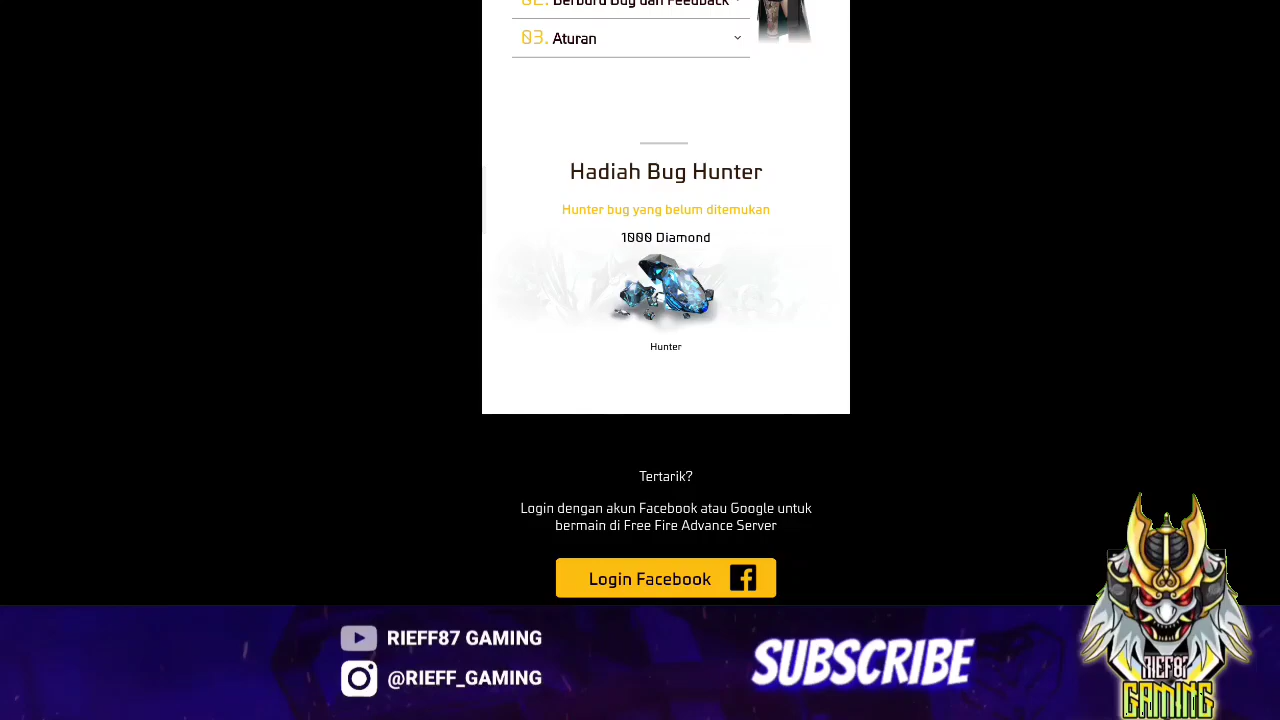 02. Berburu Bug dan Feedback
03. Aturan
Hadiah Bug Hunter
Hunter bug yang belum ditemukan
1000 Diamond
Hunter
Tertarik?
Login dengan akun Facebook atau Google untuk
bermain di Free Fire Advance Server
Login Facebook
RIEFF87 GAMING
@RIEFF_GAMING
SUBSCRIBE
RIEF87
GAMING